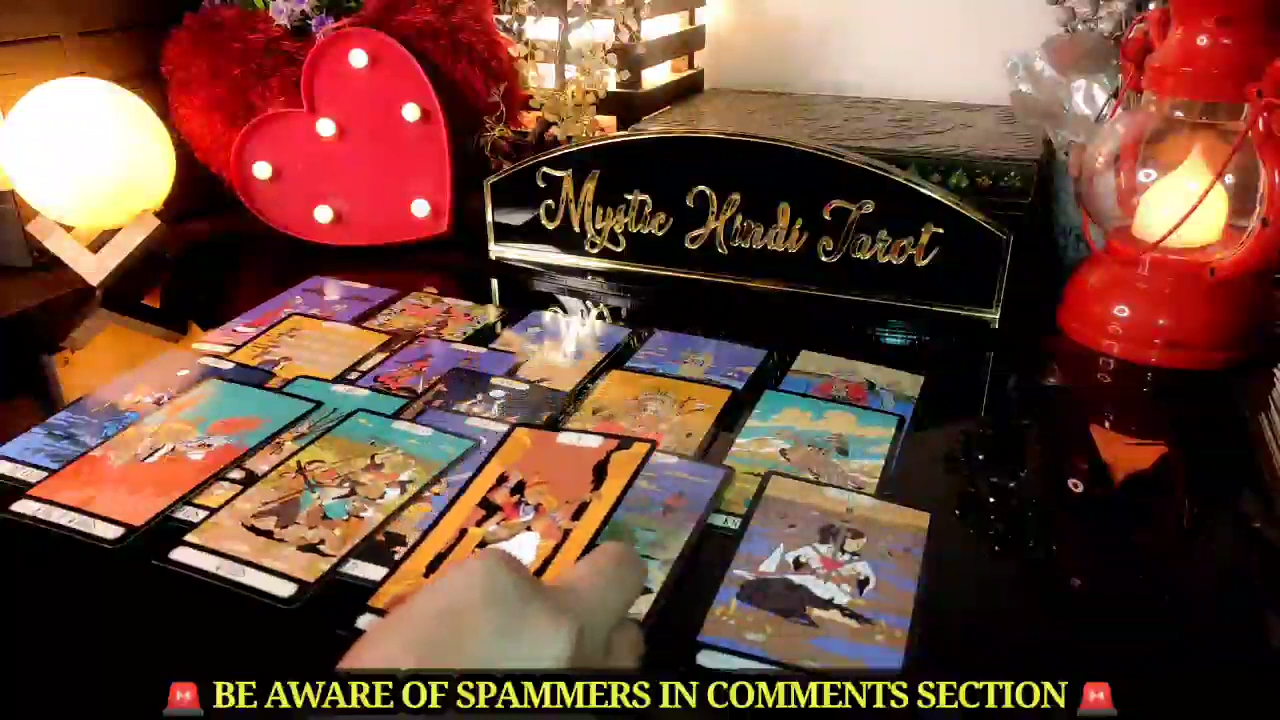 Mystic Hindi Tarot
🚨 BE AWARE OF SPAMMERS IN COMMENTS SECTION 🚨